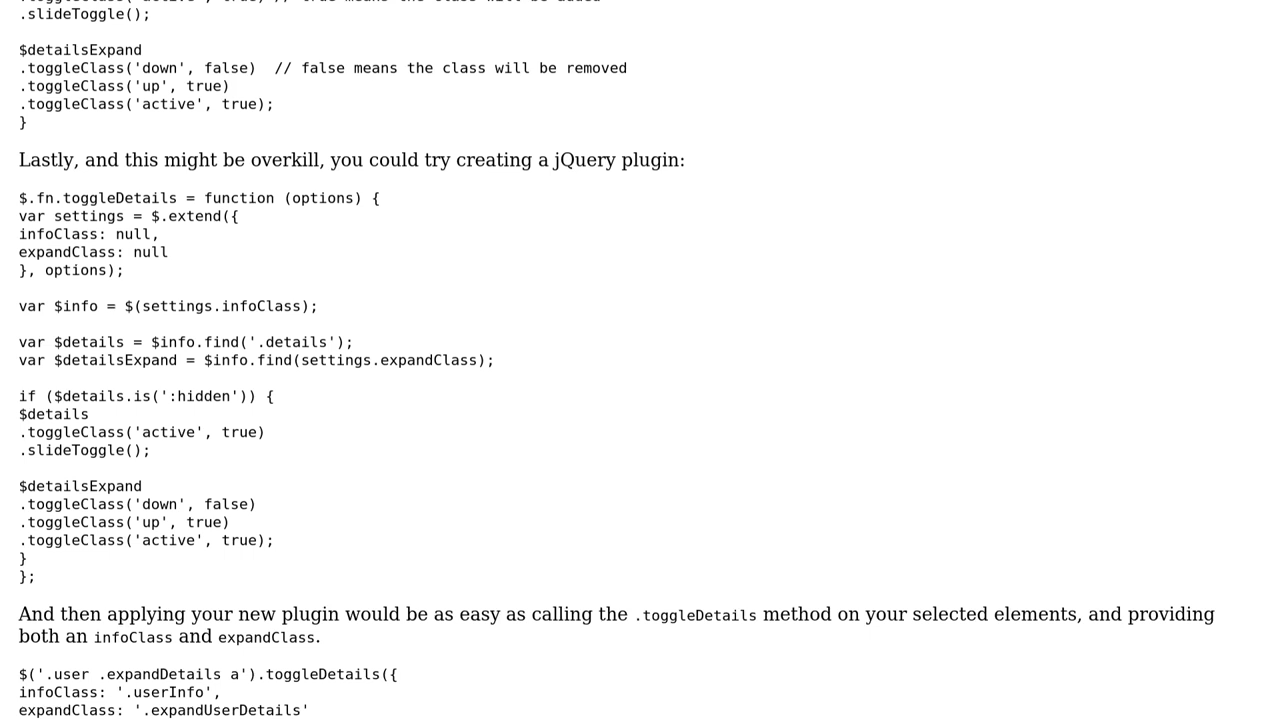 .slideToggle();

$detailsExpand
.toggleClass('down', false)  // false means the class will be removed
.toggleClass('up', true)
.toggleClass('active', true);
}

Lastly, and this might be overkill, you could try creating a jQuery plugin:

$.fn.toggleDetails = function (options) {
var settings = $.extend({
infoClass: null,
expandClass: null
}, options);

var $info = $(settings.infoClass);

var $details = $info.find('.details');
var $detailsExpand = $info.find(settings.expandClass);

if ($details.is(':hidden')) {
$details
.toggleClass('active', true)
.slideToggle();

$detailsExpand
.toggleClass('down', false)
.toggleClass('up', true)
.toggleClass('active', true);
}
};

And then applying your new plugin would be as easy as calling the .toggleDetails method on your selected elements, and providing
both an infoClass and expandClass.

$('.user .expandDetails a').toggleDetails({
infoClass: '.userInfo',
expandClass: '.expandUserDetails'